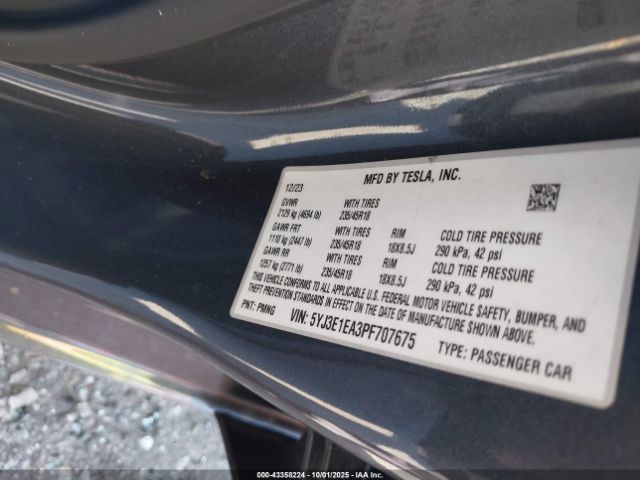 MFD BY TESLA, INC.
12/23
GVWR WITH TIRES
2129 kg (4694 lb) 235/45R18
GAWR FRT WITH TIRES RIM COLD TIRE PRESSURE
1110 kg (2447 lb) 235/45R18 18X8.5J 290 kPa, 42 psi
GAWR RR WITH TIRES RIM COLD TIRE PRESSURE
1257 kg (2771 lb) 235/45R18 18X8.5J 290 kPa, 42 psi
THIS VEHICLE CONFORMS TO ALL APPLICABLE U.S. FEDERAL MOTOR VEHICLE SAFETY, BUMPER, AND
THEFT PREVENTION STANDARDS IN EFFECT ON THE DATE OF MANUFACTURE SHOWN ABOVE.
PNT: PMNG VIN: 5YJ3E1EA3PF707675 TYPE: PASSENGER CAR
000-43358224 - 10/01/2025 - IAAI.COM